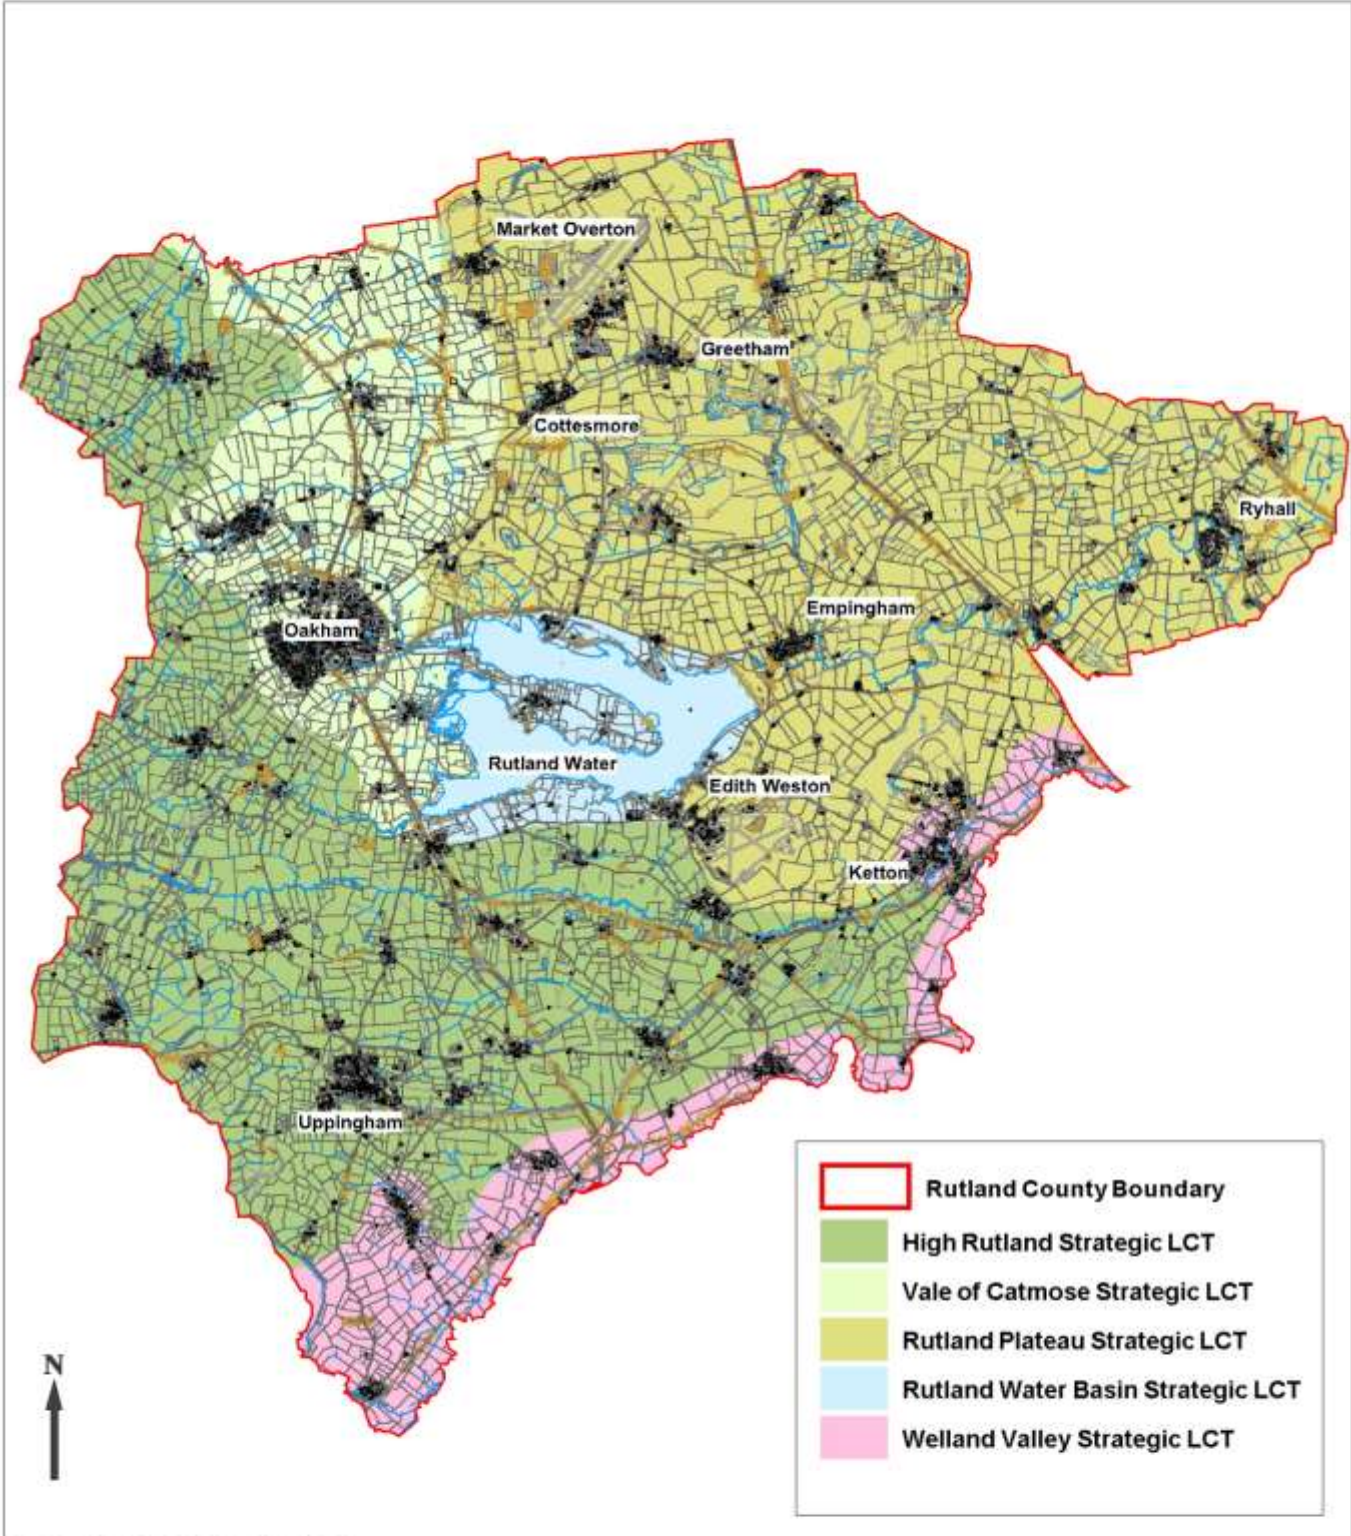 Market Overton
Greetham
Cottesmore
Ryhall
Empingham
Oakham
Rutland Water
Edith Weston
Ketton
Uppingham
Rutland County Boundary
High Rutland Strategic LCT
Vale of Catmose Strategic LCT
Rutland Plateau Strategic LCT
Rutland Water Basin Strategic LCT
Welland Valley Strategic LCT
N